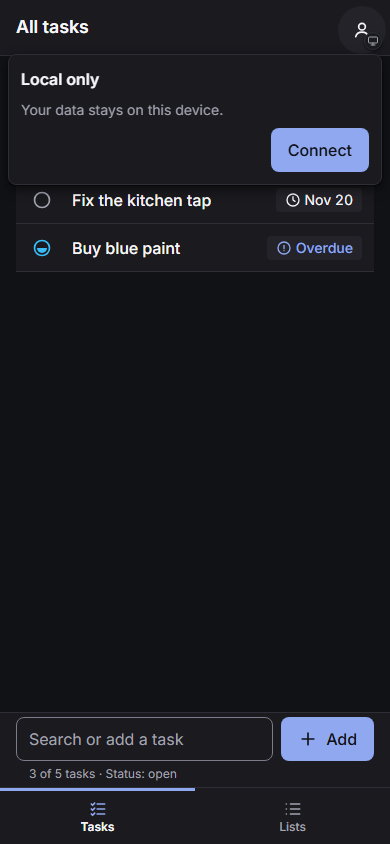 All tasks
Local only
Your data stays on this device.
Connect
Fix the kitchen tap
Nov 20
Buy blue paint
Overdue
Search or add a task
Add
3 of 5 tasks · Status: open
Tasks
Lists